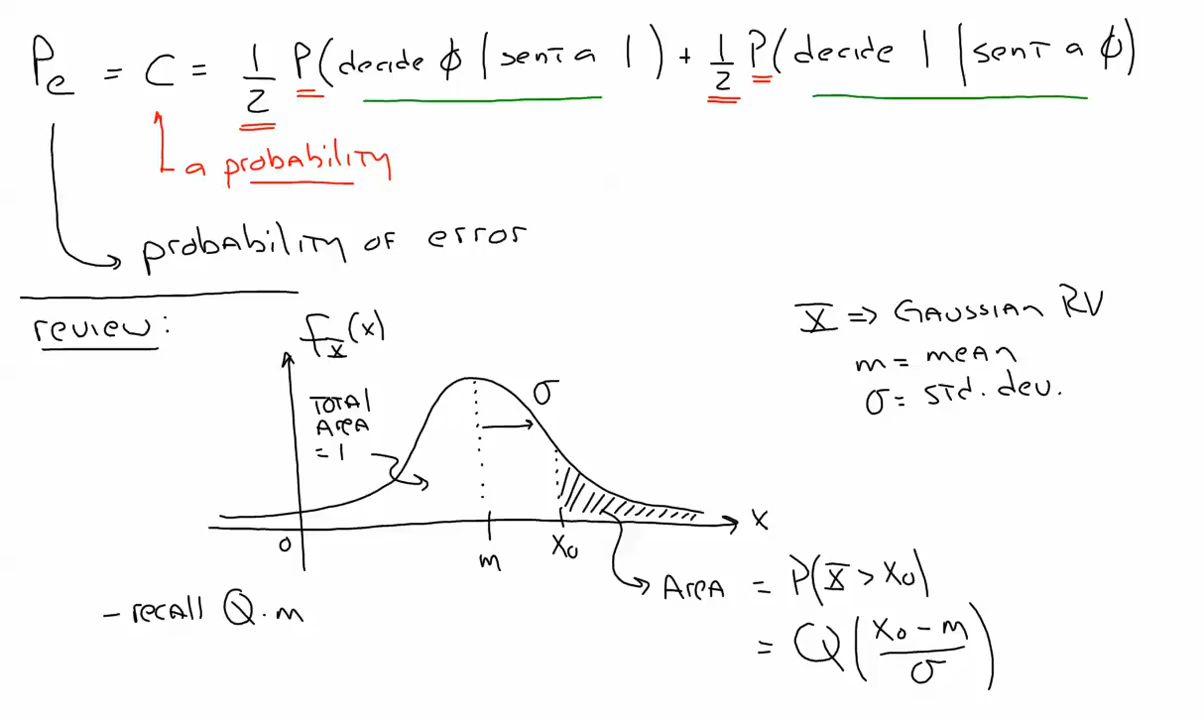 Pe = C = 1/2 P(decide ϕ | sent a 1) + 1/2 P(decide 1 | sent a ϕ)
a probability
probability of error
review:
f_X(x)
X => Gaussian RV
m = mean
σ = std. dev.
σ
TOTAL
AREA
= 1
x
0
m
x₀
Area = P(X > x₀)
- recall Q.m
= Q((x₀ - m)/σ)